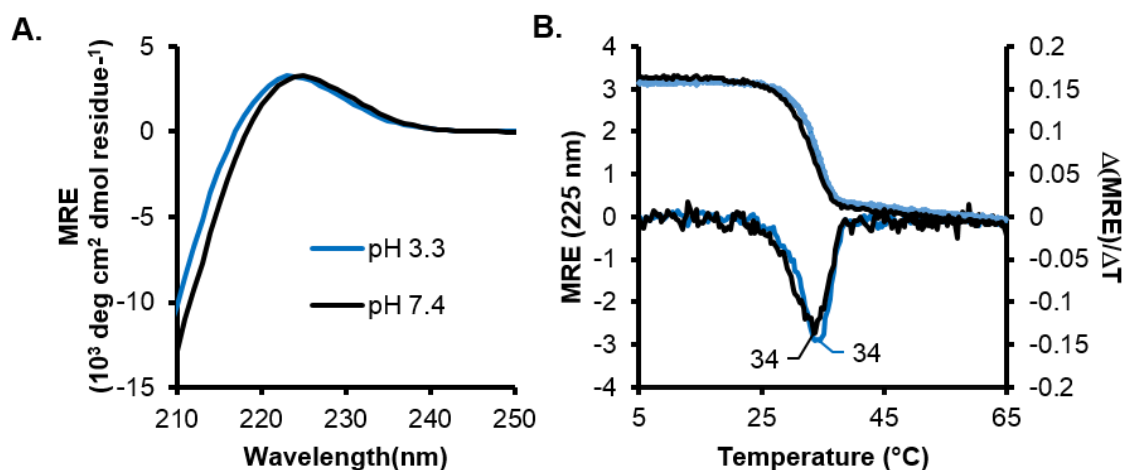 A.
MRE
(10³ deg cm² dmol residue-¹)
5
0
-5
-10
-15
210 220 230 240 250
Wavelength(nm)
pH 3.3
pH 7.4
B.
MRE (225 nm)
4
3
2
1
0
-1
-2
-3
-4
5 25 45 65
Temperature (°C)
0.2
0.15
0.1
0.05
0
-0.05
-0.1
-0.15
-0.2
Δ(MRE)/ΔT
34 34